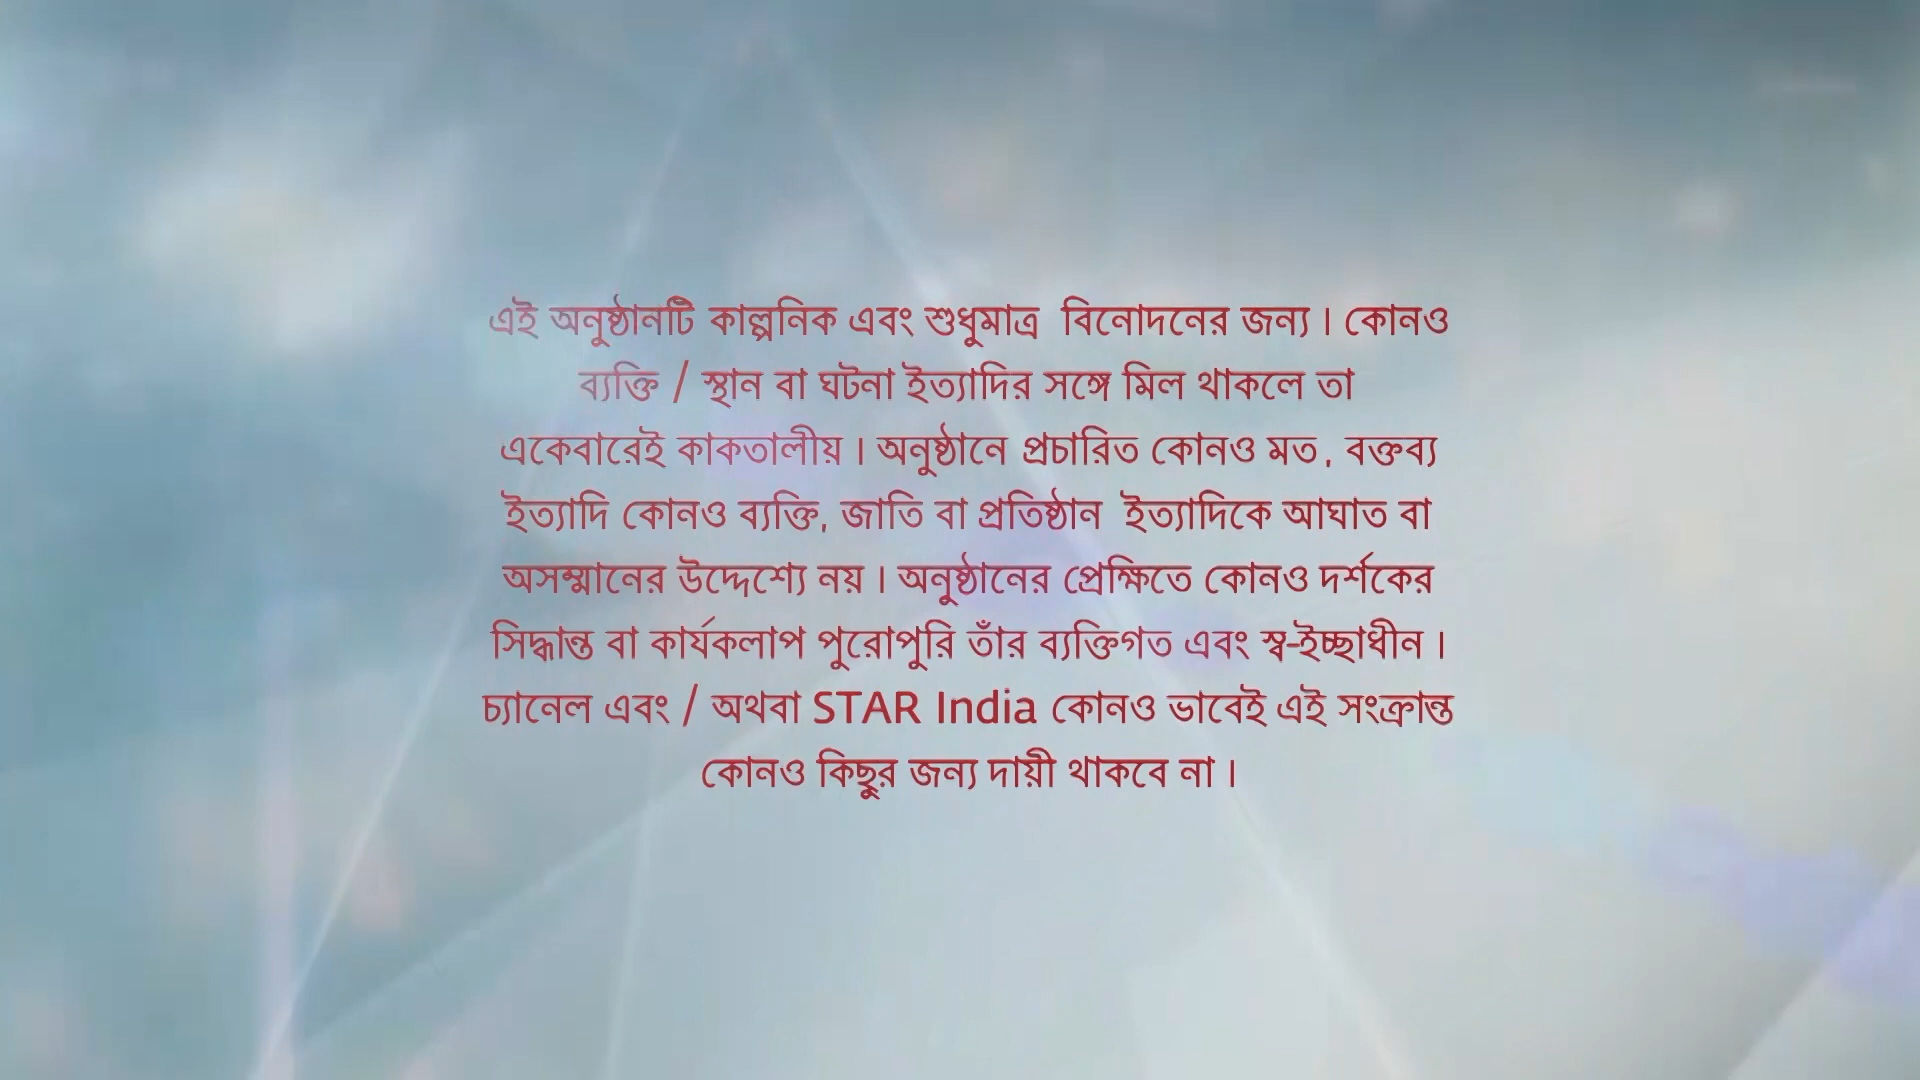 এই অনুষ্ঠানটি কাল্পনিক এবং শুধুমাত্র বিনোদনের জন্য । কোনও
ব্যক্তি / স্থান বা ঘটনা ইত্যাদির সঙ্গে মিল থাকলে তা
একেবারেই কাকতালীয় । অনুষ্ঠানে প্রচারিত কোনও মত , বক্তব্য
ইত্যাদি কোনও ব্যক্তি, জাতি বা প্রতিষ্ঠান ইত্যাদিকে আঘাত বা
অসম্মানের উদ্দেশ্যে নয় । অনুষ্ঠানের প্রেক্ষিতে কোনও দর্শকের
সিদ্ধান্ত বা কার্যকলাপ পুরোপুরি তাঁর ব্যক্তিগত এবং স্ব-ইচ্ছাধীন ।
চ্যানেল এবং / অথবা STAR India কোনও ভাবেই এই সংক্রান্ত
কোনও কিছুর জন্য দায়ী থাকবে না ।